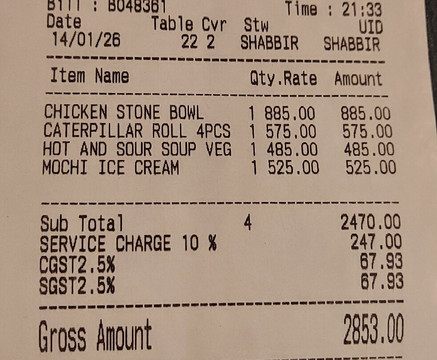 Bill : B048361 Time : 21:33
Date Table Cvr Stw UID
14/01/26 22 2 SHABBIR SHABBIR
Item Name Qty.Rate Amount
CHICKEN STONE BOWL 1 885.00 885.00
CATERPILLAR ROLL 4PCS 1 575.00 575.00
HOT AND SOUR SOUP VEG 1 485.00 485.00
MOCHI ICE CREAM 1 525.00 525.00
Sub Total 4 2470.00
SERVICE CHARGE 10 % 247.00
CGST2.5% 67.93
SGST2.5% 67.93
Gross Amount 2853.00